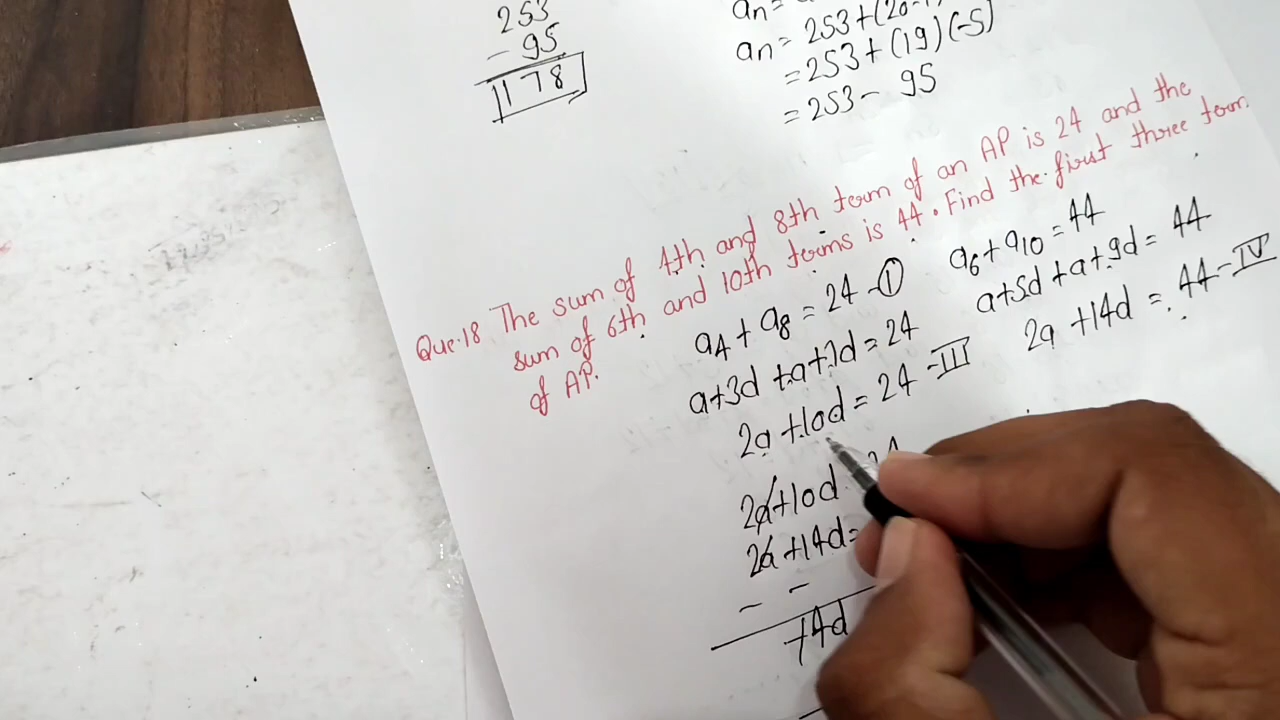 253
- 95
1178
an =
an = 253+(20-1)
= 253+(19)(-5)
= 253- 95
Que.18 The sum of 4th and 8th term of an AP is 24 and the
sum of 6th and 10th terms is 44. Find the first three term
of AP.
a4 + a8 = 24 -①
a+3d +a+7d = 24
2a +10d = 24 -III
a6 + a10 = 44
a+5d +a+9d = 44
2a +14d = 44 -IV
2a+10d 24
2a +14d=
- -
+4d